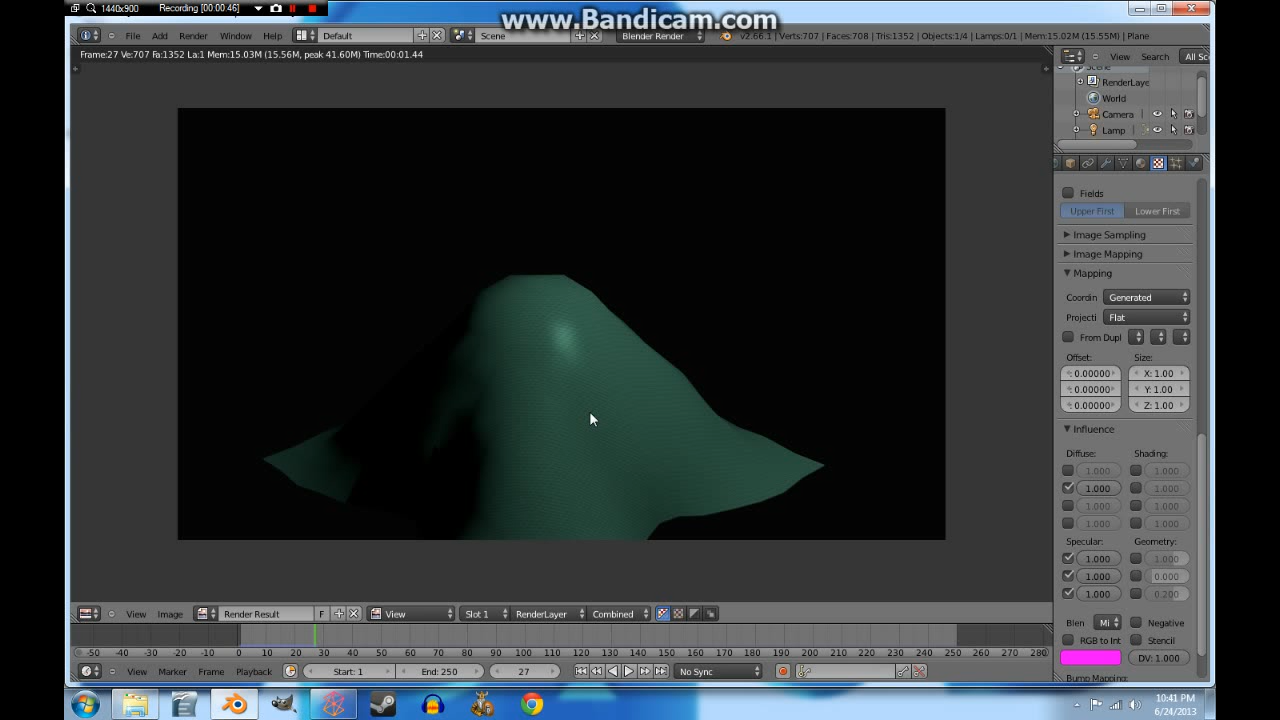 1440x900 Recording [00:00.46]
www.Bandicam.com
File Add Render Window Help Default Scene Blender Render v2.66.1 | Verts:707 | Faces:708 | Tris:1352 | Objects:1/4 | Lamps:0/1 | Mem:15.02M (15.55M) | Plane
Frame:27 Ve:707 Fa:1352 La:1 Mem:15.03M (15.56M, peak 41.60M) Time:00:01.44
View Search All Sc
Scene
RenderLaye
World
Camera
Lamp
Fields
Upper First Lower First
Image Sampling
Image Mapping
Mapping
Coordin Generated
Projecti Flat
From Dupl
Offset: Size:
0.00000 X: 1.00
0.00000 Y: 1.00
0.00000 Z: 1.00
Influence
Diffuse: Shading:
1.000 1.000
1.000 1.000
1.000 1.000
1.000 1.000
Specular: Geometry:
1.000 1.000
1.000 0.000
1.000 0.200
Blen Mi Negative
RGB to Int Stencil
DV: 1.000
Bump Mapping:
View Image Render Result F View Slot 1 RenderLayer Combined
-50 -40 -30 -20 -10 0 10 20 30 40 50 60 70 80 90 100 110 120 130 140 150 160 170 180 190 200 210 220 230 240 250 260 270 280
View Marker Frame Playback Start: 1 End: 250 27 No Sync
10:41 PM
6/24/2013